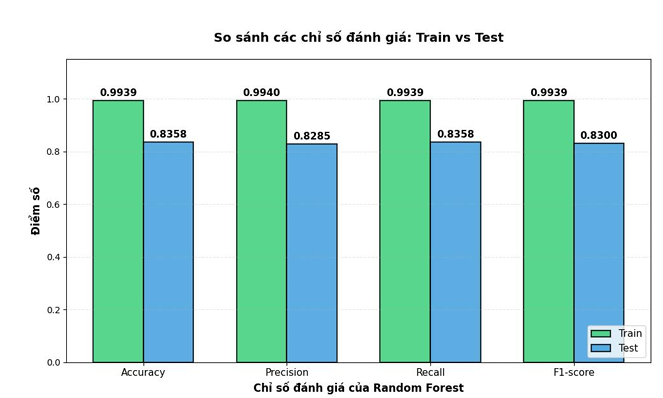 So sánh các chỉ số đánh giá: Train vs Test
0.9939 0.8358 0.9940 0.8285 0.9939 0.8358 0.9939 0.8300
1.0
0.8
0.6
0.4
0.2
0.0
Điểm số
Train
Test
Accuracy Precision Recall F1-score
Chỉ số đánh giá của Random Forest